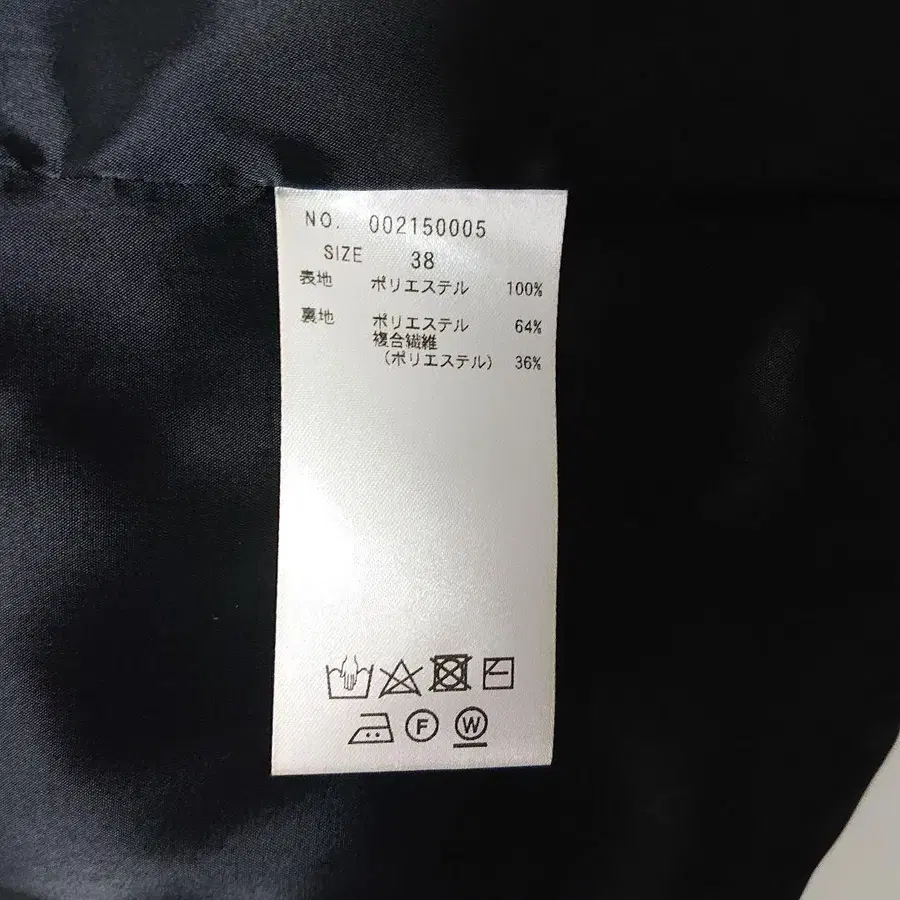 NO. 002150005
SIZE 38
表地 ポリエステル 100%
裏地 ポリエステル 64%
複合繊維
(ポリエステル) 36%
F W